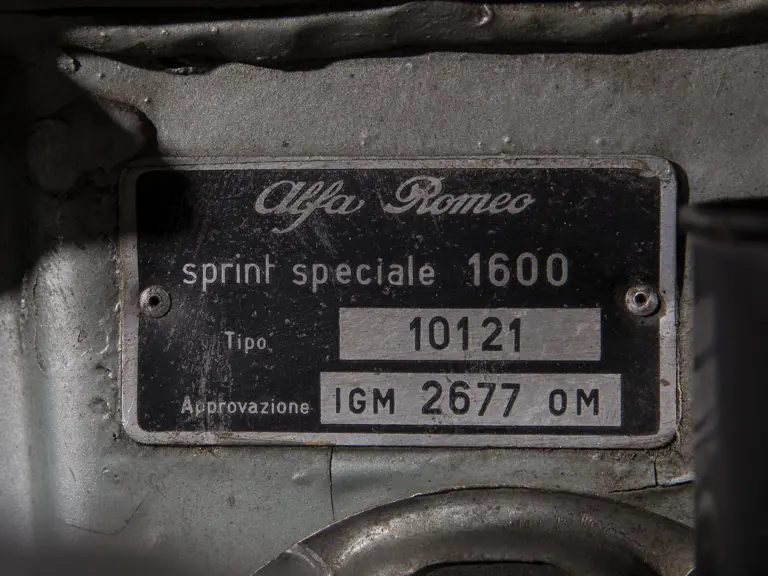 Alfa Romeo
sprint speciale 1600
Tipo 10121
Approvazione IGM 2677 OM